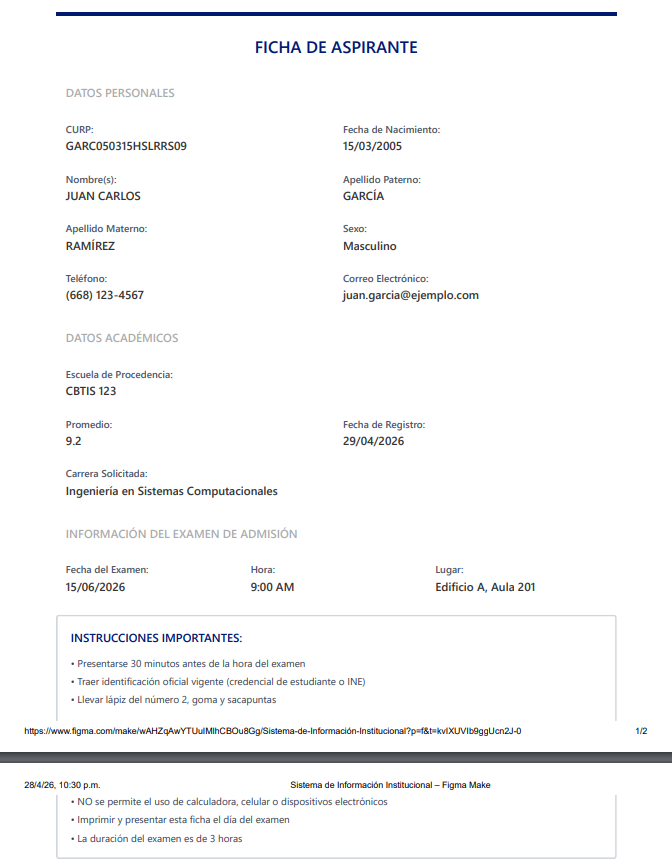 FICHA DE ASPIRANTE
DATOS PERSONALES
CURP:
GARC050315HSLRRS09
Fecha de Nacimiento:
15/03/2005
Nombre(s):
JUAN CARLOS
Apellido Paterno:
GARCÍA
Apellido Materno:
RAMÍREZ
Sexo:
Masculino
Teléfono:
(668) 123-4567
Correo Electrónico:
juan.garcia@ejemplo.com
DATOS ACADÉMICOS
Escuela de Procedencia:
CBTIS 123
Promedio:
9.2
Fecha de Registro:
29/04/2026
Carrera Solicitada:
Ingeniería en Sistemas Computacionales
INFORMACIÓN DEL EXAMEN DE ADMISIÓN
Fecha del Examen:
15/06/2026
Hora:
9:00 AM
Lugar:
Edificio A, Aula 201
INSTRUCCIONES IMPORTANTES:
• Presentarse 30 minutos antes de la hora del examen
• Traer identificación oficial vigente (credencial de estudiante o INE)
• Llevar lápiz del número 2, goma y sacapuntas
https://www.figma.com/make/wAHZqAwYTUuIMlhCBOu8Gg/Sistema-de-Información-Institucional?p=f&t=kvIXUVIb9ggUcn2J-0
1/2
28/4/26, 10:30 p.m.
Sistema de Información Institucional – Figma Make
• NO se permite el uso de calculadora, celular o dispositivos electrónicos
• Imprimir y presentar esta ficha el día del examen
• La duración del examen es de 3 horas